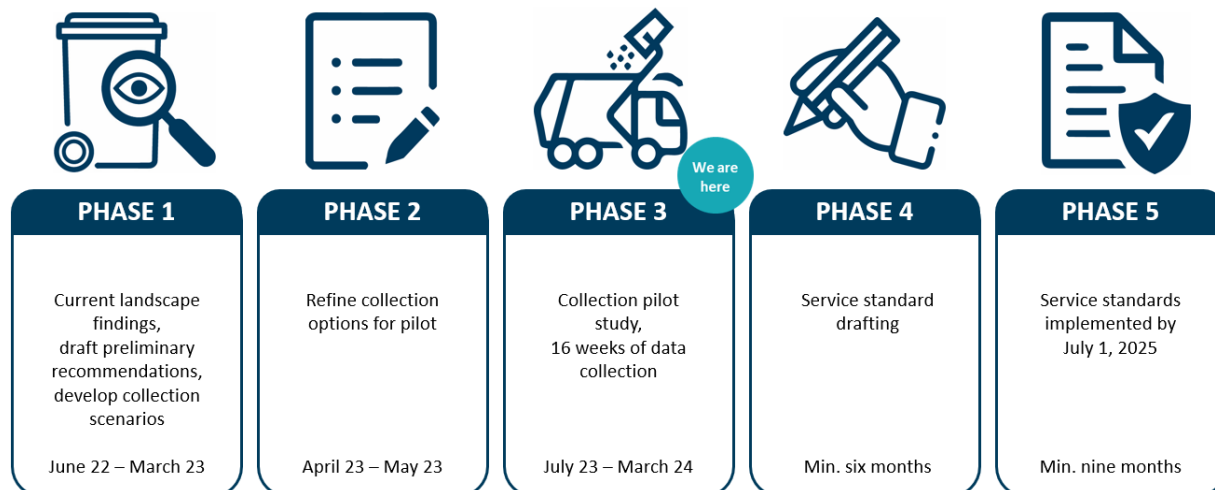 We are
here
PHASE 1
Current landscape
findings,
draft preliminary
recommendations,
develop collection
scenarios
June 22 – March 23
PHASE 2
Refine collection
options for pilot
April 23 – May 23
PHASE 3
Collection pilot
study,
16 weeks of data
collection
July 23 – March 24
PHASE 4
Service standard
drafting
Min. six months
PHASE 5
Service standards
implemented by
July 1, 2025
Min. nine months